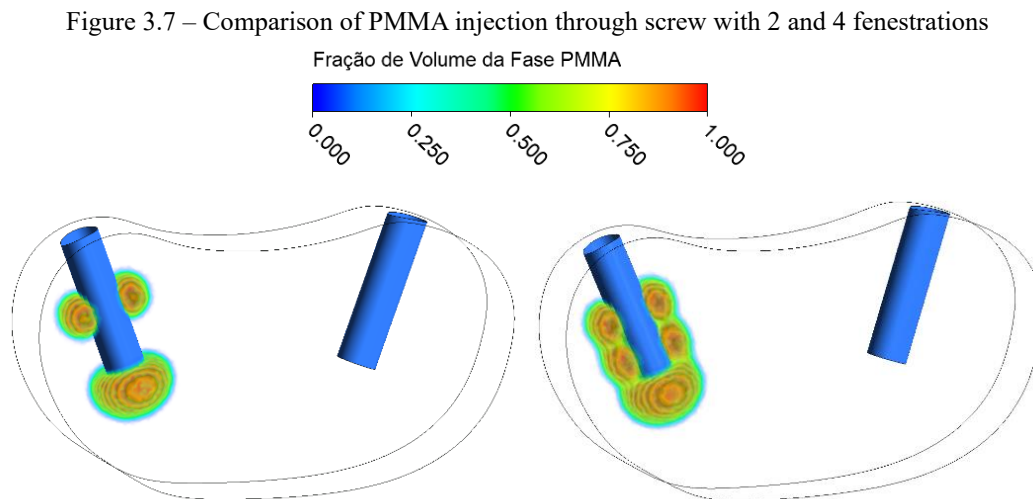 Figure 3.7 – Comparison of PMMA injection through screw with 2 and 4 fenestrations
Fração de Volume da Fase PMMA
0.000 0.250 0.500 0.750 1.000